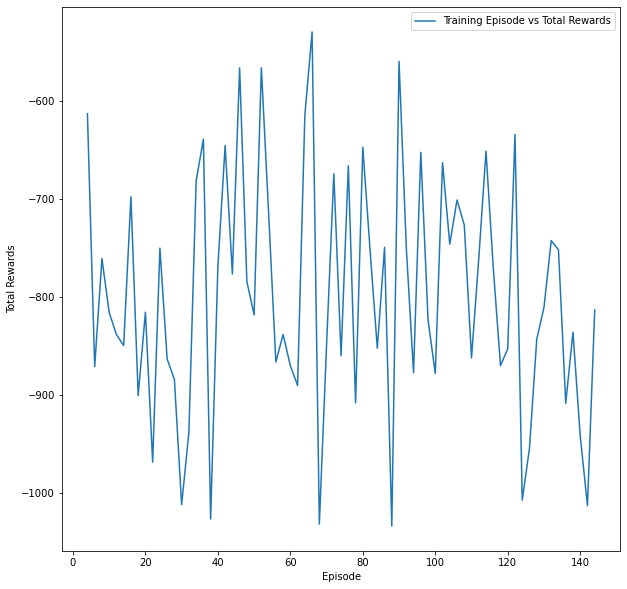 Training Episode vs Total Rewards
−600
−700
−800
−900
−1000
Total Rewards
0 20 40 60 80 100 120 140
Episode